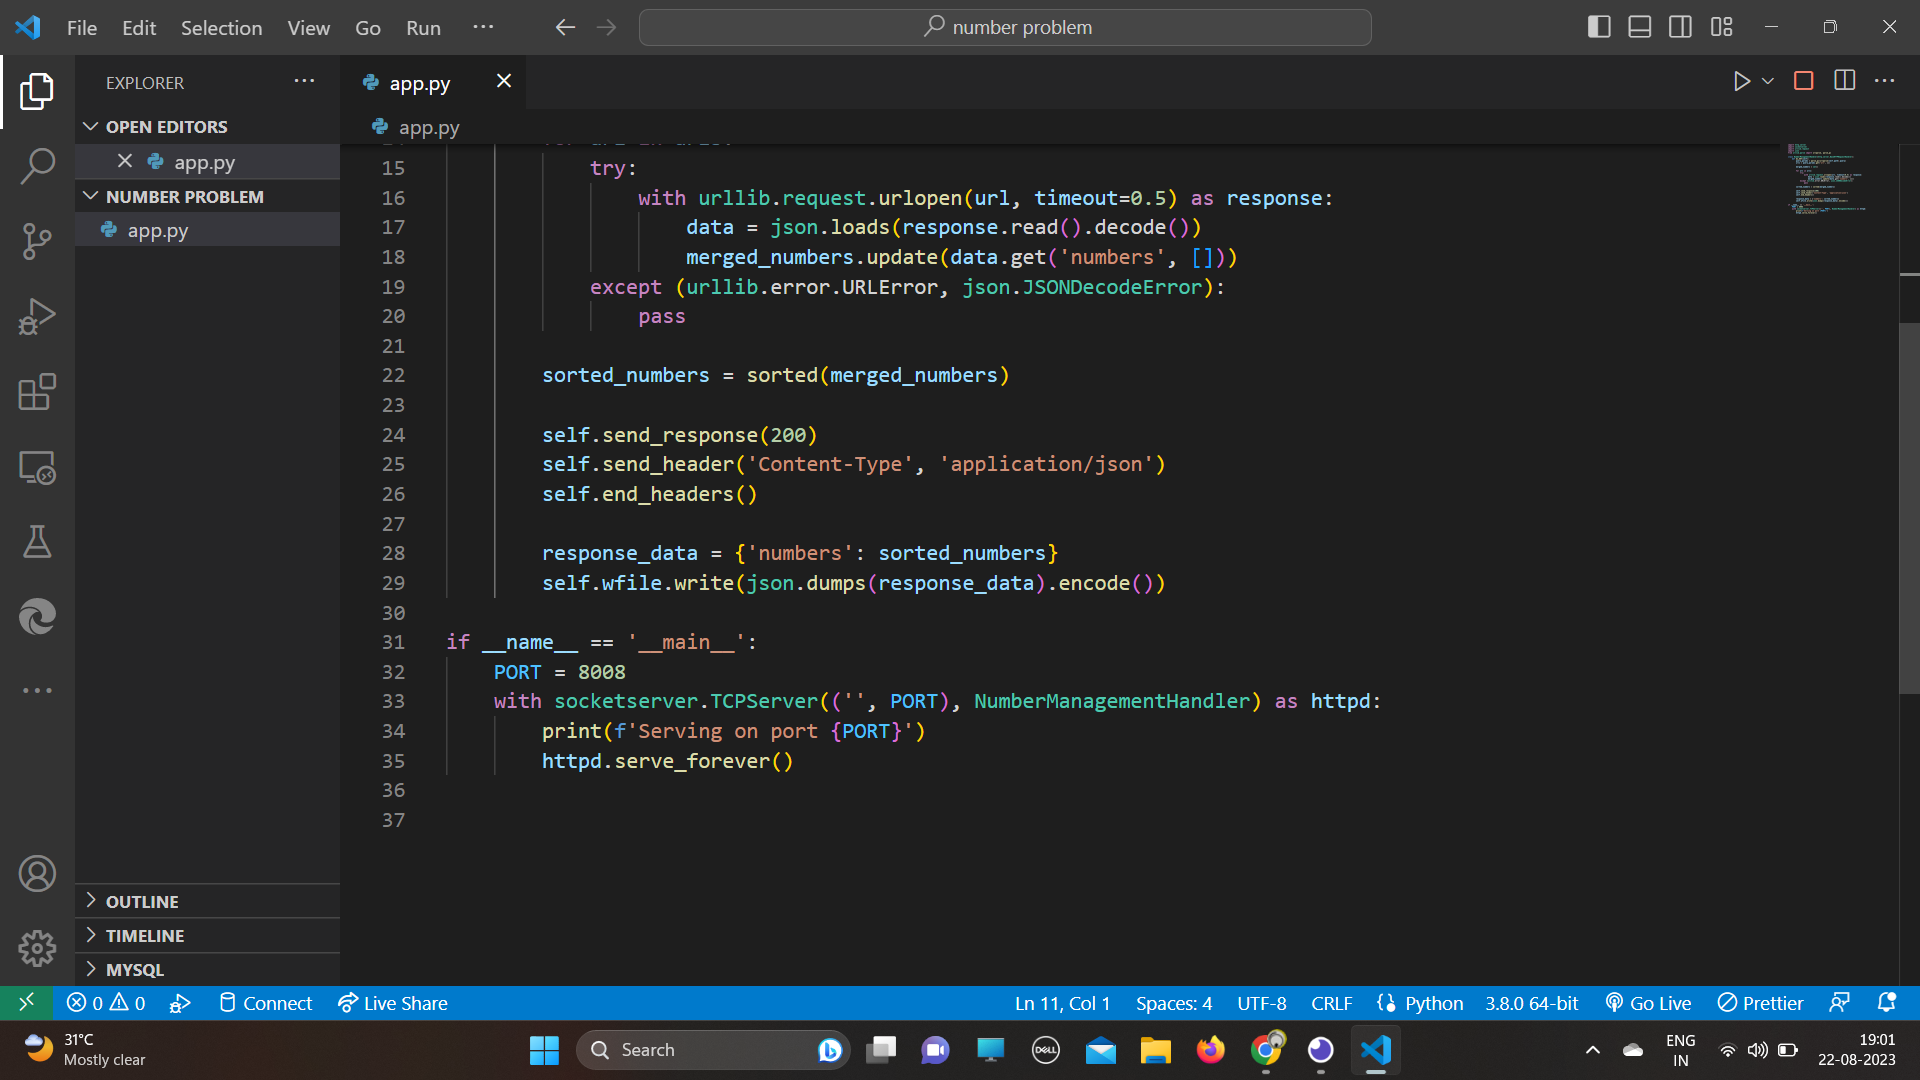 File Edit Selection View Go Run ··· number problem
EXPLORER ···
OPEN EDITORS
app.py
NUMBER PROBLEM
app.py
OUTLINE
TIMELINE
MYSQL
app.py
app.py
15 try:
16 with urllib.request.urlopen(url, timeout=0.5) as response:
17 data = json.loads(response.read().decode())
18 merged_numbers.update(data.get('numbers', []))
19 except (urllib.error.URLError, json.JSONDecodeError):
20 pass
21
22 sorted_numbers = sorted(merged_numbers)
23
24 self.send_response(200)
25 self.send_header('Content-Type', 'application/json')
26 self.end_headers()
27
28 response_data = {'numbers': sorted_numbers}
29 self.wfile.write(json.dumps(response_data).encode())
30
31 if __name__ == '__main__':
32 PORT = 8008
33 with socketserver.TCPServer(('', PORT), NumberManagementHandler) as httpd:
34 print(f'Serving on port {PORT}')
35 httpd.serve_forever()
36
37
0 0 Connect Live Share Ln 11, Col 1 Spaces: 4 UTF-8 CRLF Python 3.8.0 64-bit Go Live Prettier
31°C
Mostly clear
Search
DELL
ENG
IN
19:01
22-08-2023